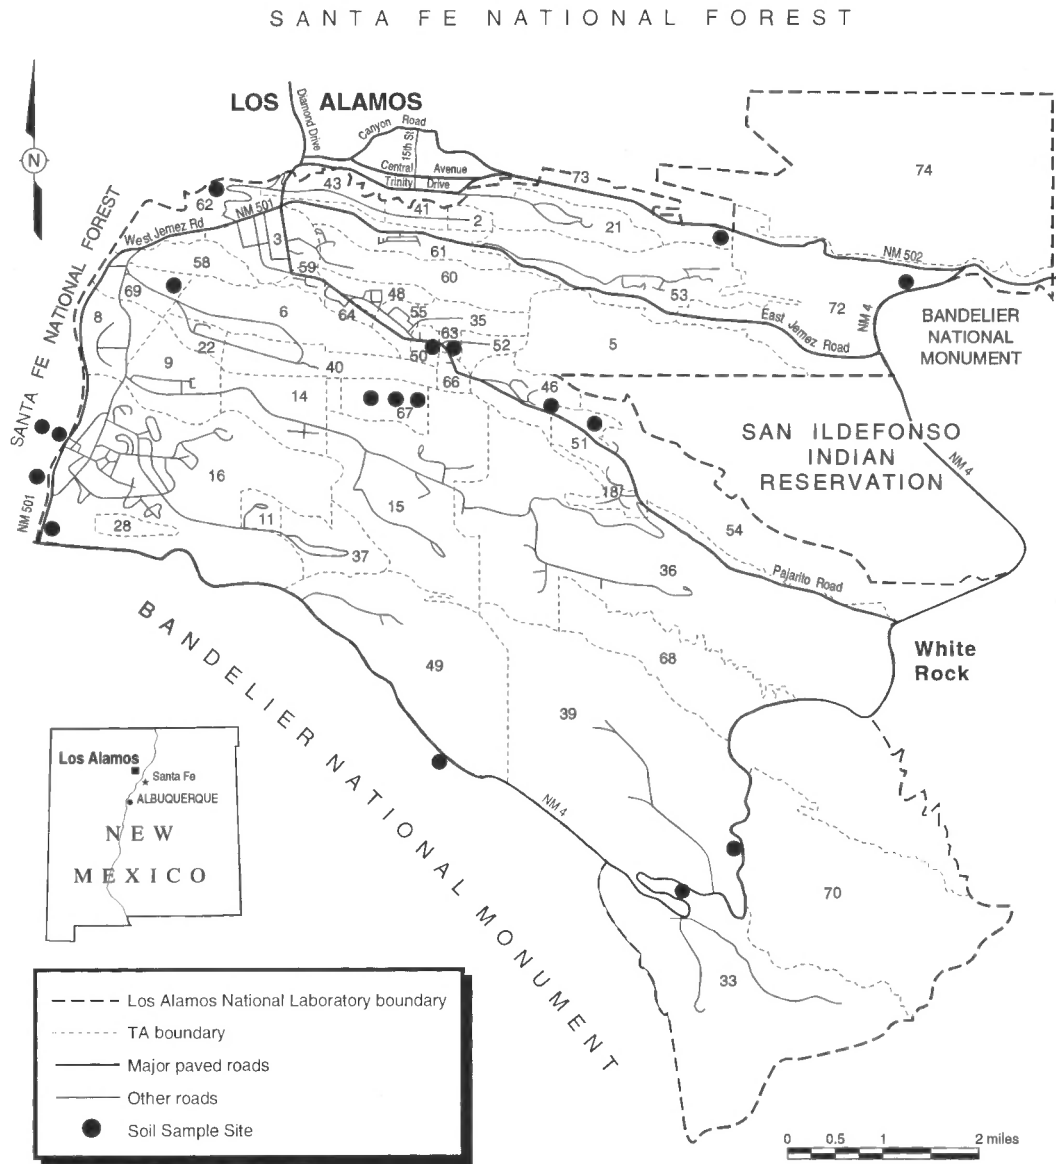 SANTA FE NATIONAL FOREST
LOS ALAMOS
Diamond Drive
Canyon Road
15th St
Central Avenue
Trinity Drive
N
SANTA FE NATIONAL FOREST
West Jemez Rd
NM 501
62
43
73
74
41
2
21
3
61
NM 502
58
59
60
69
48
53
72
NM 4
BANDELIER
NATIONAL
MONUMENT
8
6
64
55
35
63
East Jemez Road
22
50
52
5
9
40
66
46
14
67
51
SAN ILDEFONSO
INDIAN
RESERVATION
NM 4
16
18
NM 501
28
11
15
54
37
36
Pajarito Road
BANDELIER NATIONAL MONUMENT
49
68
White
Rock
39
NM 4
70
33
Los Alamos
Santa Fe
ALBUQUERQUE
NEW
MEXICO
Los Alamos National Laboratory boundary
TA boundary
Major paved roads
Other roads
Soil Sample Site
0 0.5 1 2 miles